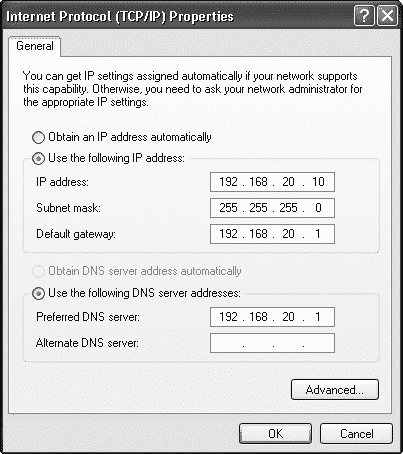 Internet Protocol (TCP/IP) Properties
General
You can get IP settings assigned automatically if your network supports
this capability. Otherwise, you need to ask your network administrator for
the appropriate IP settings.
Obtain an IP address automatically
Use the following IP address:
IP address: 192 . 168 . 20 . 10
Subnet mask: 255 . 255 . 255 . 0
Default gateway: 192 . 168 . 20 . 1
Obtain DNS server address automatically
Use the following DNS server addresses:
Preferred DNS server: 192 . 168 . 20 . 1
Alternate DNS server: . . .
Advanced...
OK Cancel